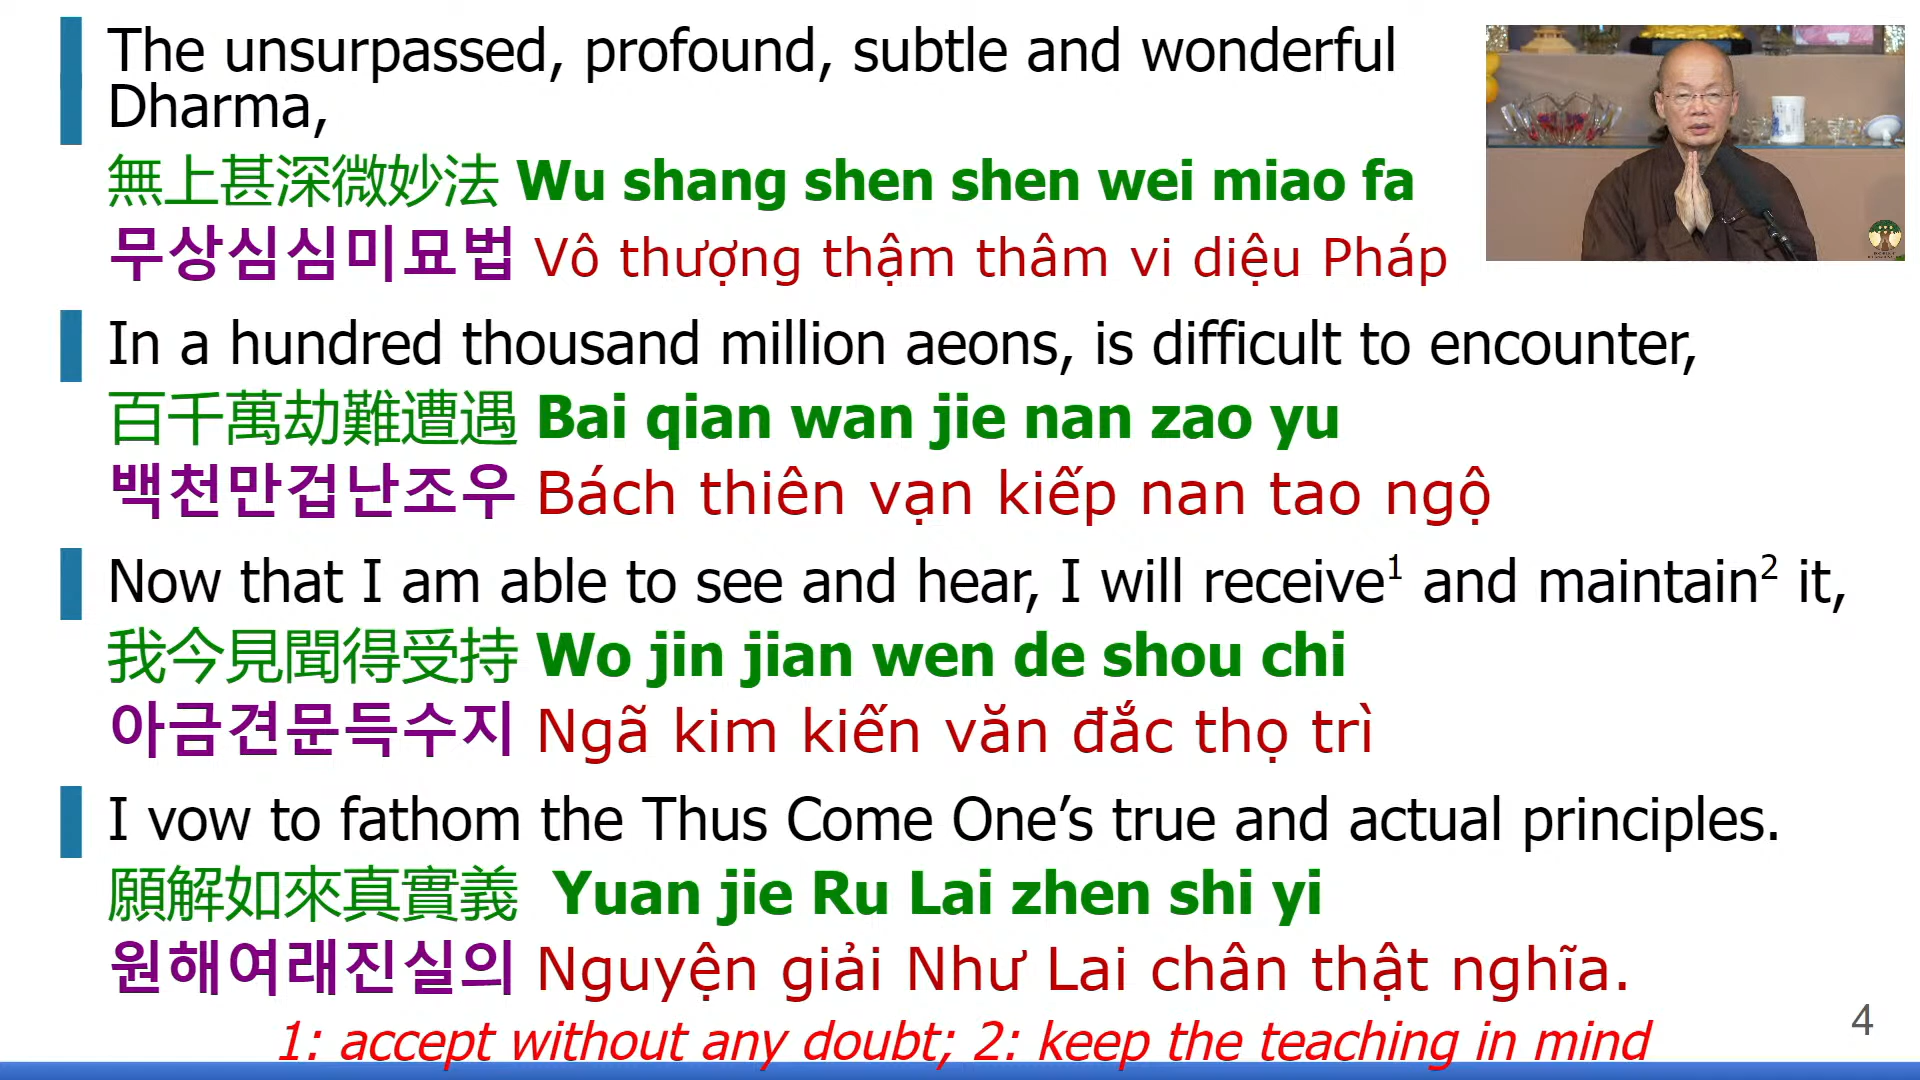 The unsurpassed, profound, subtle and wonderful
Dharma,
無上甚深微妙法 Wu shang shen shen wei miao fa
무상심심미묘법 Vô thượng thậm thâm vi diệu Pháp
In a hundred thousand million aeons, is difficult to encounter,
百千萬劫難遭遇 Bai qian wan jie nan zao yu
백천만겁난조우 Bách thiên vạn kiếp nan tao ngộ
Now that I am able to see and hear, I will receive¹ and maintain² it,
我今見聞得受持 Wo jin jian wen de shou chi
아금견문득수지 Ngã kim kiến văn đắc thọ trì
I vow to fathom the Thus Come One’s true and actual principles.
願解如來真實義 Yuan jie Ru Lai zhen shi yi
원해여래진실의 Nguyện giải Như Lai chân thật nghĩa.
1: accept without any doubt; 2: keep the teaching in mind
4